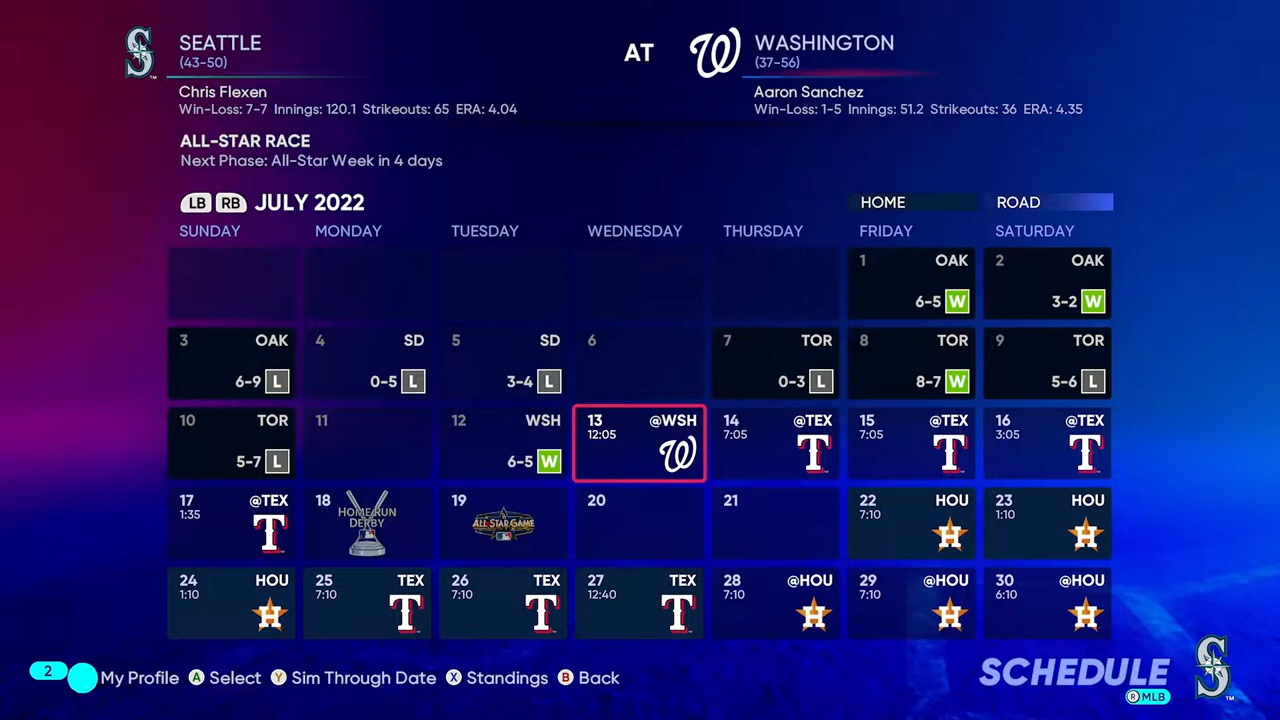 SEATTLE
(43-50)
AT
W
WASHINGTON
(37-56)
Chris Flexen
Win-Loss: 7-7 Innings: 120.1 Strikeouts: 65 ERA: 4.04
Aaron Sanchez
Win-Loss: 1-5 Innings: 51.2 Strikeouts: 36 ERA: 4.35
ALL-STAR RACE
Next Phase: All-Star Week in 4 days
LB RB JULY 2022
HOME ROAD
SUNDAY MONDAY TUESDAY WEDNESDAY THURSDAY FRIDAY SATURDAY
1 OAK 2 OAK
6-5 W 3-2 W
3 OAK 4 SD 5 SD 6 7 TOR 8 TOR 9 TOR
6-9 L 0-5 L 3-4 L 0-3 L 8-7 W 5-6 L
10 TOR 11 12 WSH 13 @WSH 14 @TEX 15 @TEX 16 @TEX
12:05 7:05 7:05 3:05
5-7 L 6-5 W W T T T
17 @TEX 18 19 20 21 22 HOU 23 HOU
1:35 7:10 1:10
T HOME RUN DERBY ALL STAR GAME H H
24 HOU 25 TEX 26 TEX 27 TEX 28 @HOU 29 @HOU 30 @HOU
1:10 7:10 7:10 12:40 7:10 7:10 6:10
H T T T H H H
2 My Profile A Select Y Sim Through Date X Standings B Back
SCHEDULE
R MLB